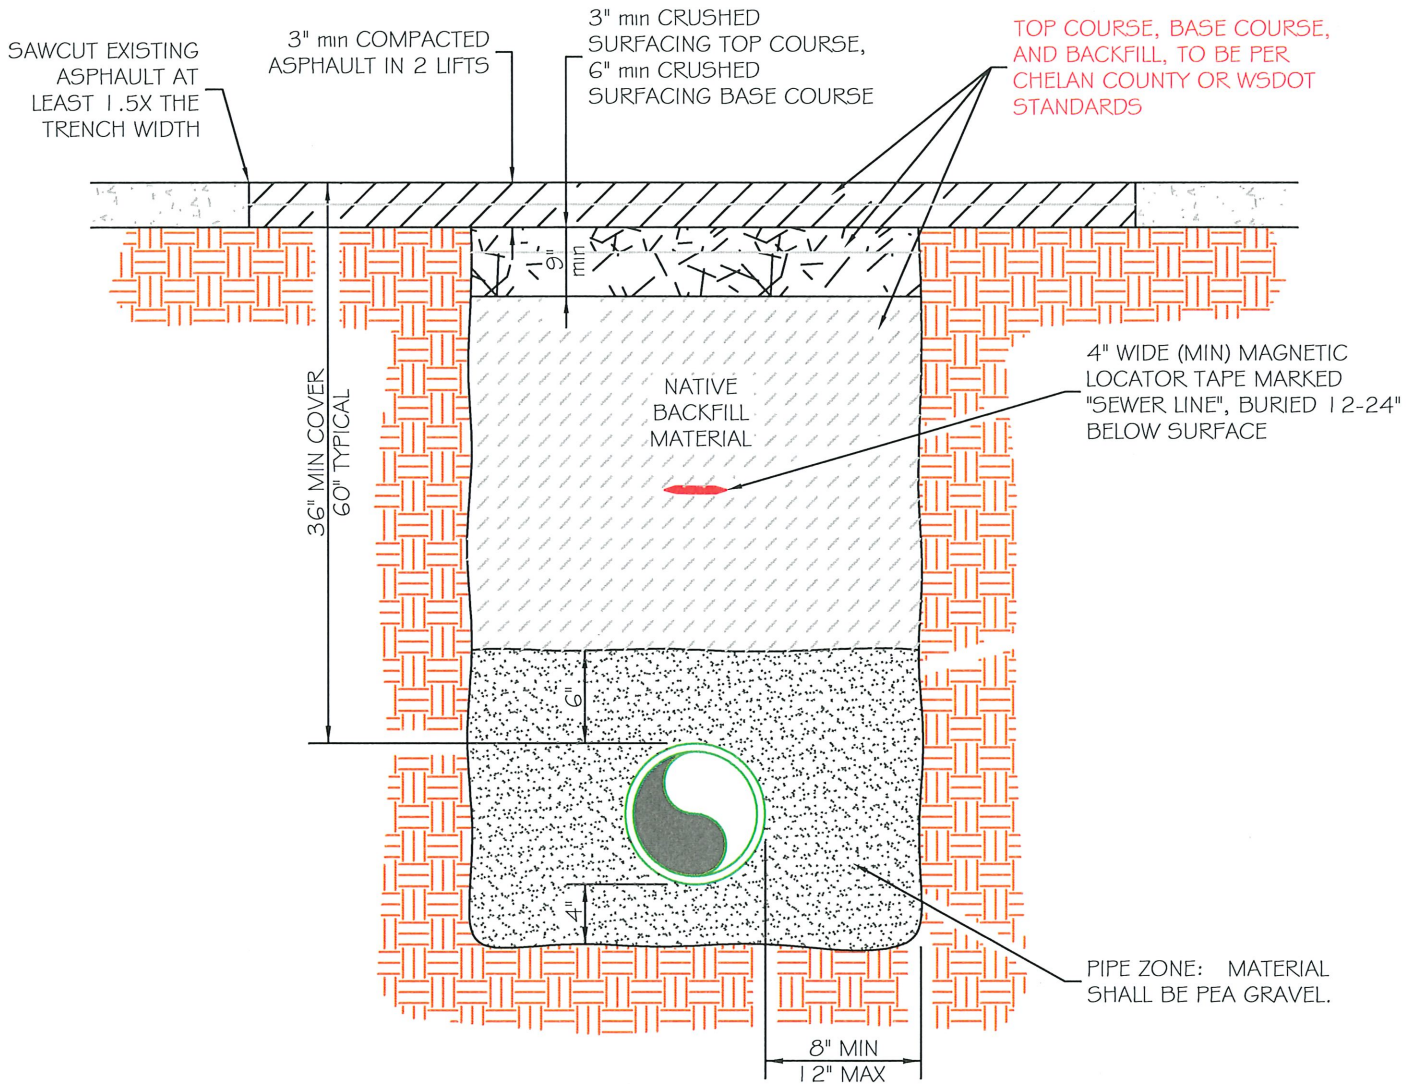 SAWCUT EXISTING
ASPHAULT AT
LEAST 1.5X THE
TRENCH WIDTH
3" min COMPACTED
ASPHAULT IN 2 LIFTS
3" min CRUSHED
SURFACING TOP COURSE,
6" min CRUSHED
SURFACING BASE COURSE
TOP COURSE, BASE COURSE,
AND BACKFILL, TO BE PER
CHELAN COUNTY OR WSDOT
STANDARDS
9"
min
36" MIN COVER
60" TYPICAL
NATIVE
BACKFILL
MATERIAL
4" WIDE (MIN) MAGNETIC
LOCATOR TAPE MARKED
"SEWER LINE", BURIED 12-24"
BELOW SURFACE
6"
4"
PIPE ZONE: MATERIAL
SHALL BE PEA GRAVEL.
8" MIN
12" MAX